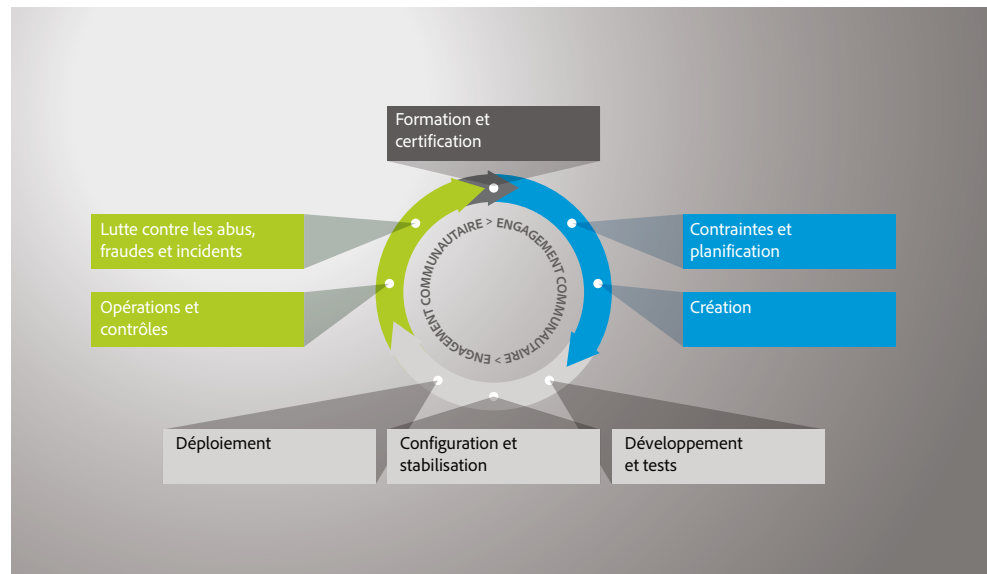 Formation et
certification
Lutte contre les abus,
fraudes et incidents
Contraintes et
planification
Opérations et
contrôles
Création
ENGAGEMENT COMMUNAUTAIRE > ENGAGEMENT COMMUNAUTAIRE >
Déploiement
Configuration et
stabilisation
Développement
et tests